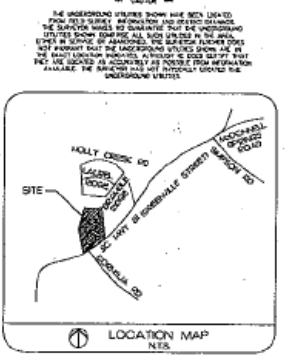 CAUTION
THE UNDERGROUND UTILITIES SHOWN HAVE BEEN LOCATED
FROM FIELD SURVEY INFORMATION AND EXISTING DRAWINGS.
THE SURVEYOR MAKES NO GUARANTEE THAT THE UNDERGROUND
UTILITIES SHOWN COMPRISE ALL SUCH UTILITIES IN THE AREA,
EITHER IN SERVICE OR ABANDONED. THE SURVEYOR FURTHER DOES
NOT WARRANT THAT THE UNDERGROUND UTILITIES SHOWN ARE IN
THE EXACT LOCATION INDICATED, ALTHOUGH HE DOES CERTIFY THAT
THEY ARE LOCATED AS ACCURATELY AS POSSIBLE FROM INFORMATION
AVAILABLE. THE SURVEYOR HAS NOT PHYSICALLY LOCATED THE
UNDERGROUND UTILITIES.
HOLLY CREEK RD
LAUREL
RIDGE
SITE
SC HWY 81 (GREENVILLE STREET)
SIMPSON RD
CORNELIA RD
LOCATION MAP
N.T.S.